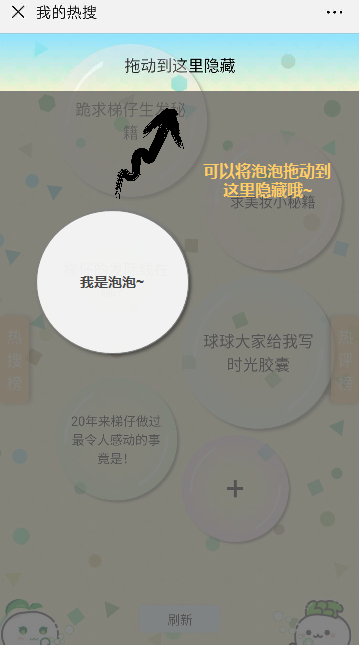 我的热搜
拖动到这里隐藏
跪求梯仔生发秘
籍
可以将泡泡拖动到
这里隐藏哦~
求美妆小秘籍
我是泡泡~
球球大家给我写
时光胶囊
热
搜
榜
热
评
20年来梯仔做过
最令人感动的事
竟是！
+
刷新